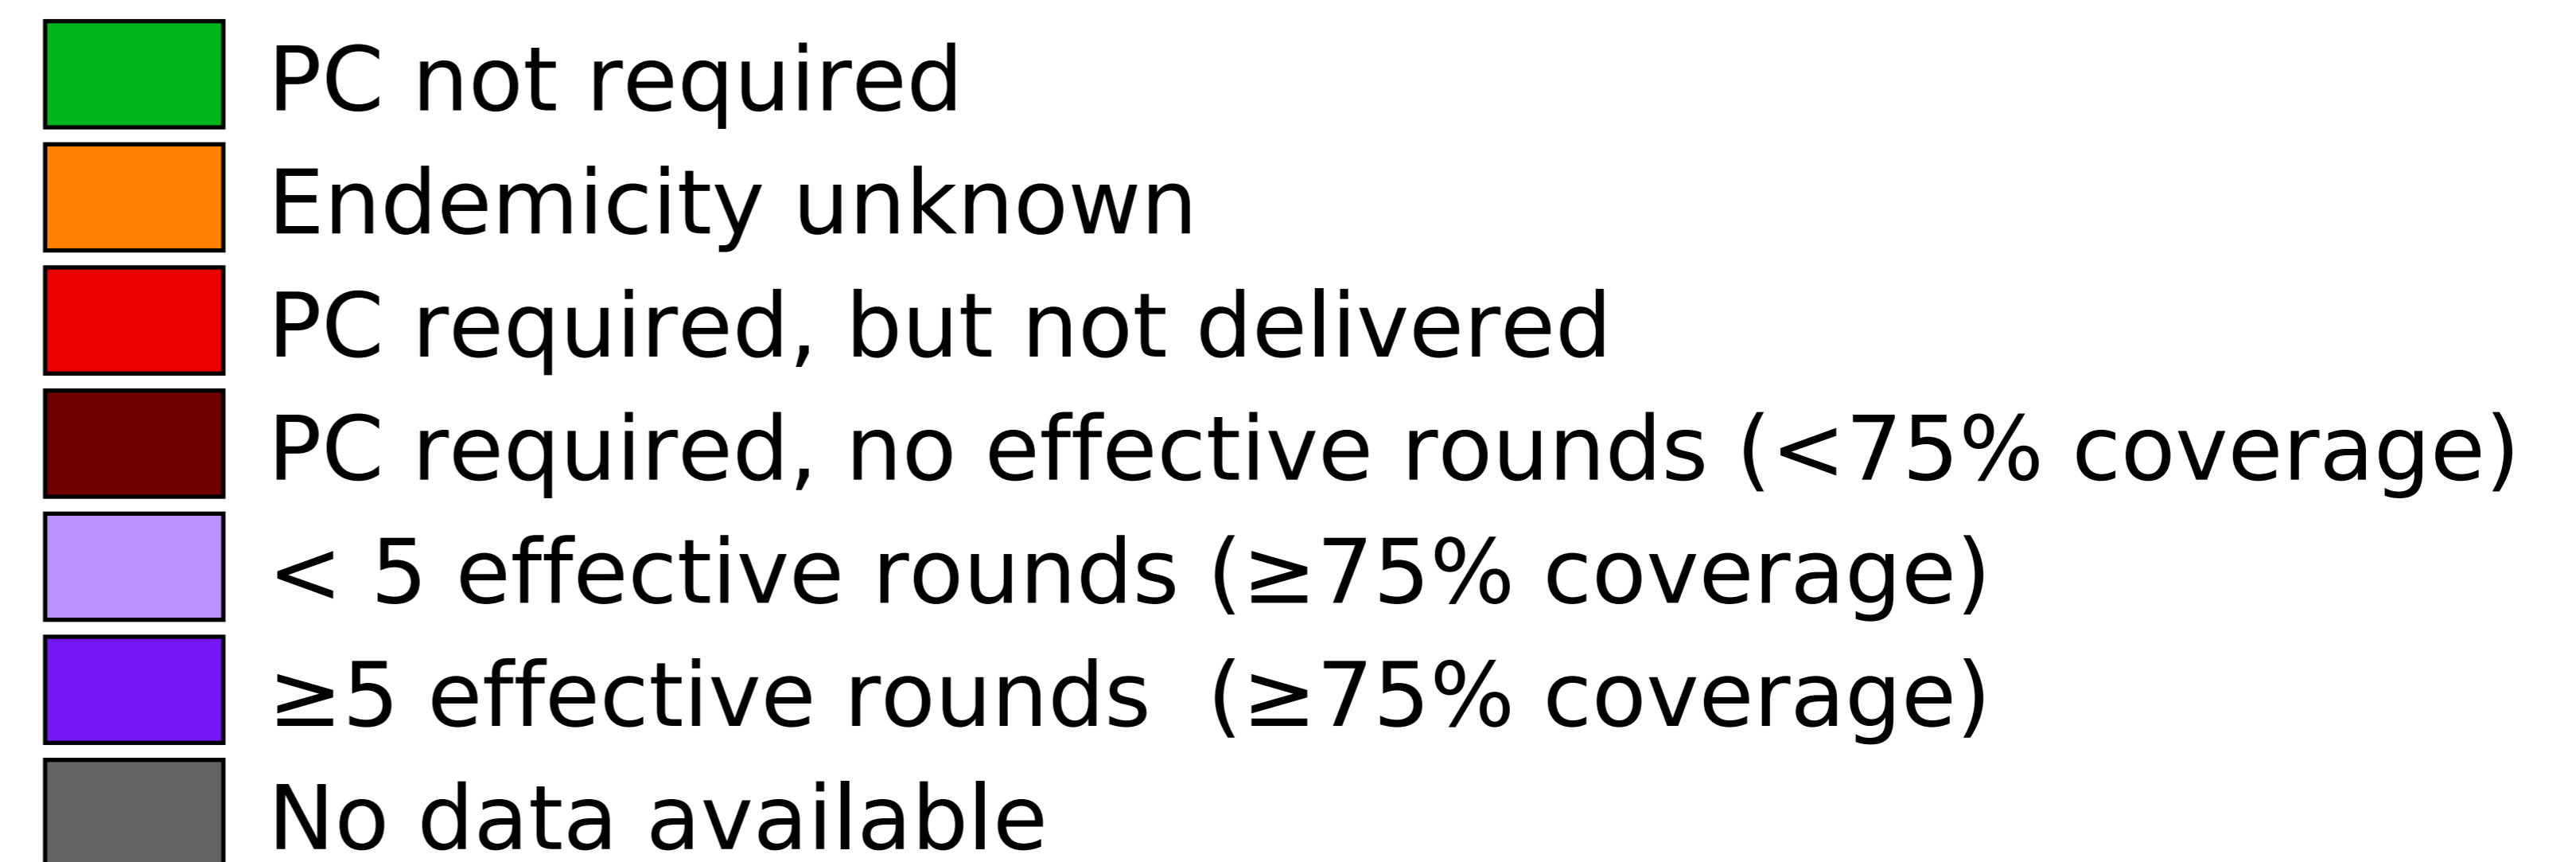 PC not required
Endemicity unknown
PC required, but not delivered
PC required, no effective rounds (<75% coverage)
< 5 effective rounds (≥75% coverage)
≥5 effective rounds  (≥75% coverage)
No data available